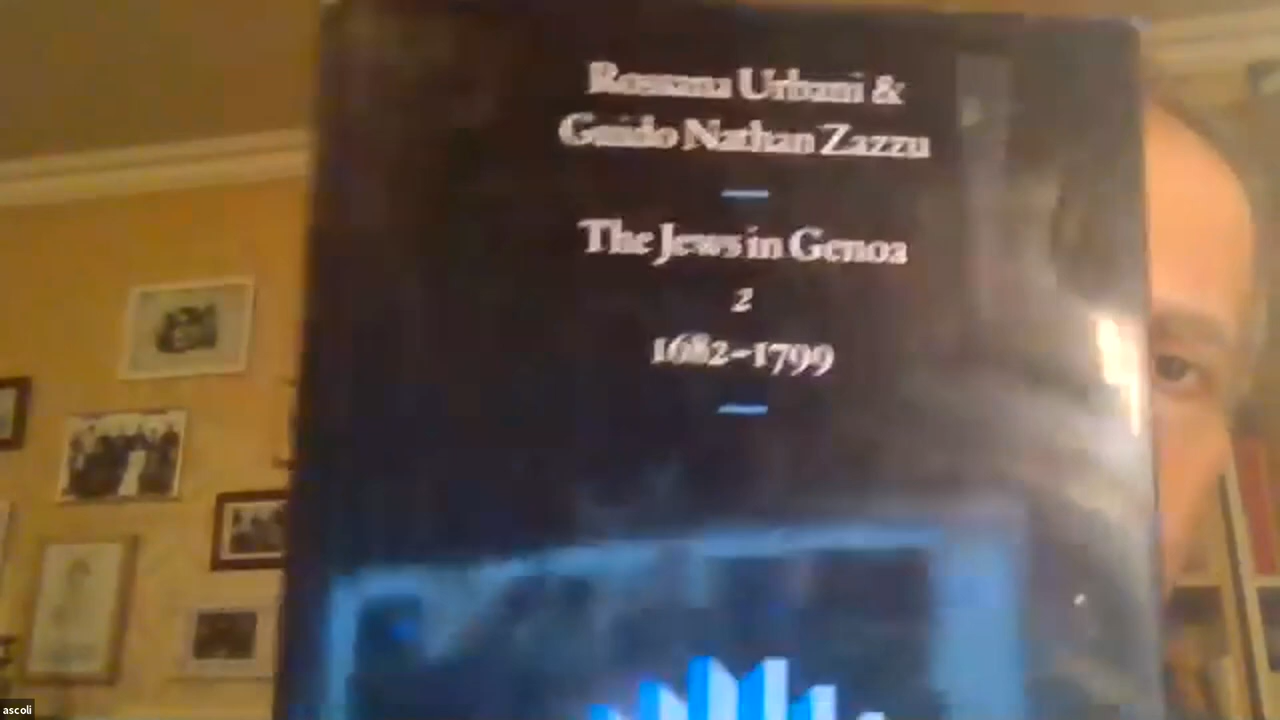 Rossana Urbani &
Guido Nathan Zazzu
The Jews in Genoa
2
1682-1799
ascoli